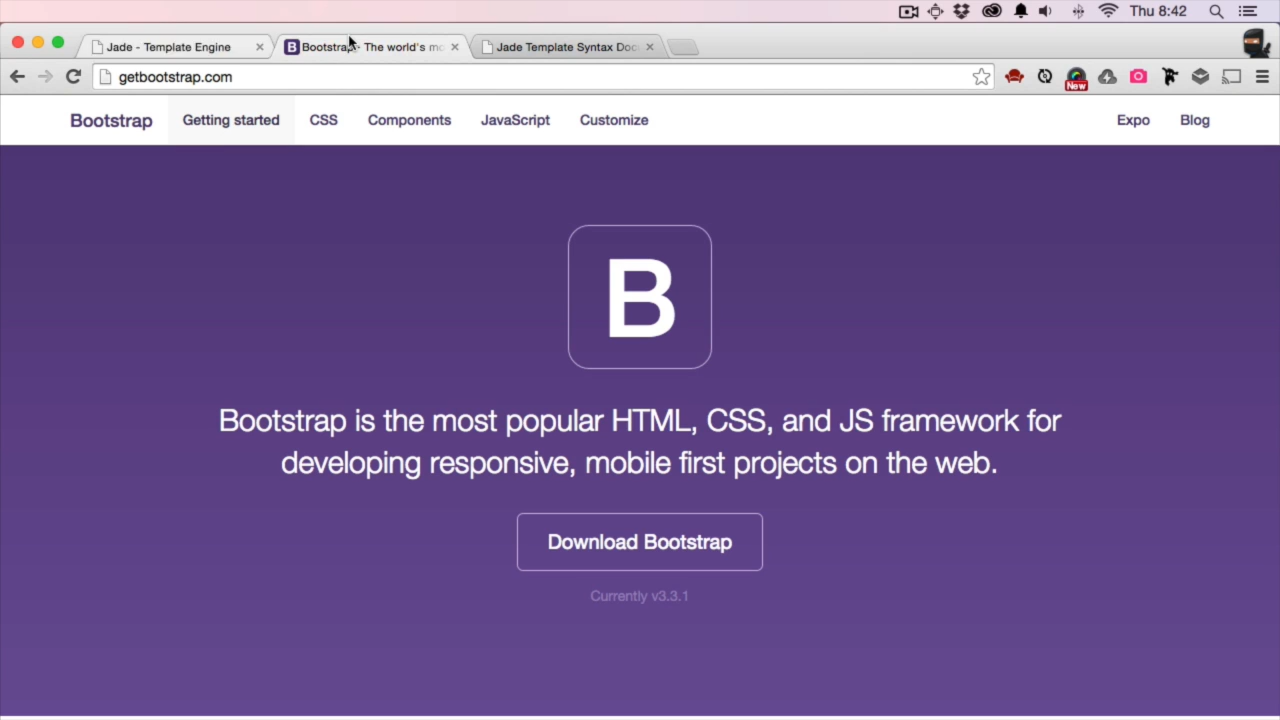 Thu 8:42
Jade - Template Engine
Bootstrap · The world's mo
Jade Template Syntax Doc
getbootstrap.com
New
Bootstrap
Getting started
CSS
Components
JavaScript
Customize
Expo
Blog
B
Bootstrap is the most popular HTML, CSS, and JS framework for
developing responsive, mobile first projects on the web.
Download Bootstrap
Currently v3.3.1